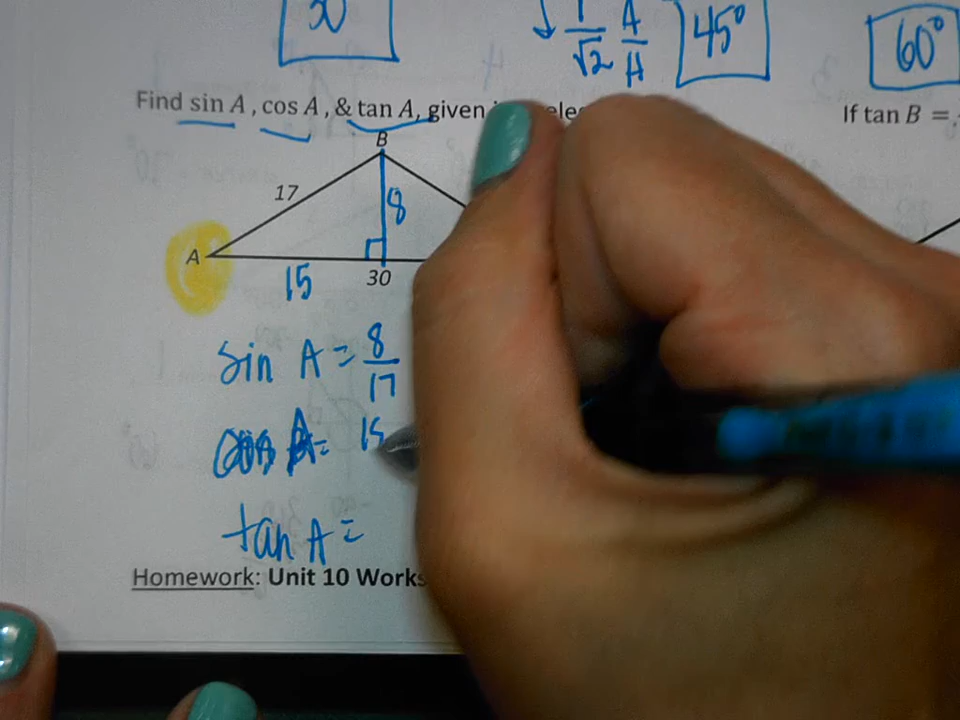 30
1 A 45° 60°
√2 H
Find sin A, cos A, & tan A, given
If tan B =
B
17
8
A
15
30
sin A = 8/17
cos A = 15
tan A =
Homework: Unit 10 Works